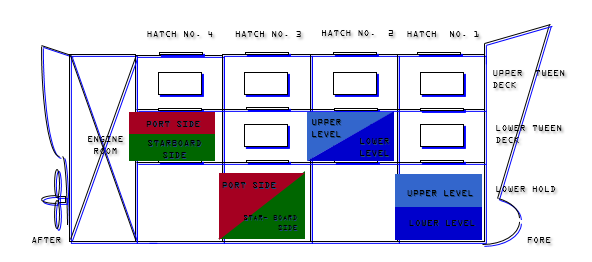 HATCH NO. 4 HATCH NO. 3 HATCH NO. 2 HATCH NO. 1
UPPER TWEEN
DECK
PORT SIDE
STARBOARD
SIDE
UPPER
LEVEL
LOWER
LEVEL
LOWER TWEEN
DECK
ENGINE
ROOM
PORT SIDE
STAR- BOARD
SIDE
UPPER LEVEL
LOWER LEVEL
LOWER HOLD
AFTER
FORE